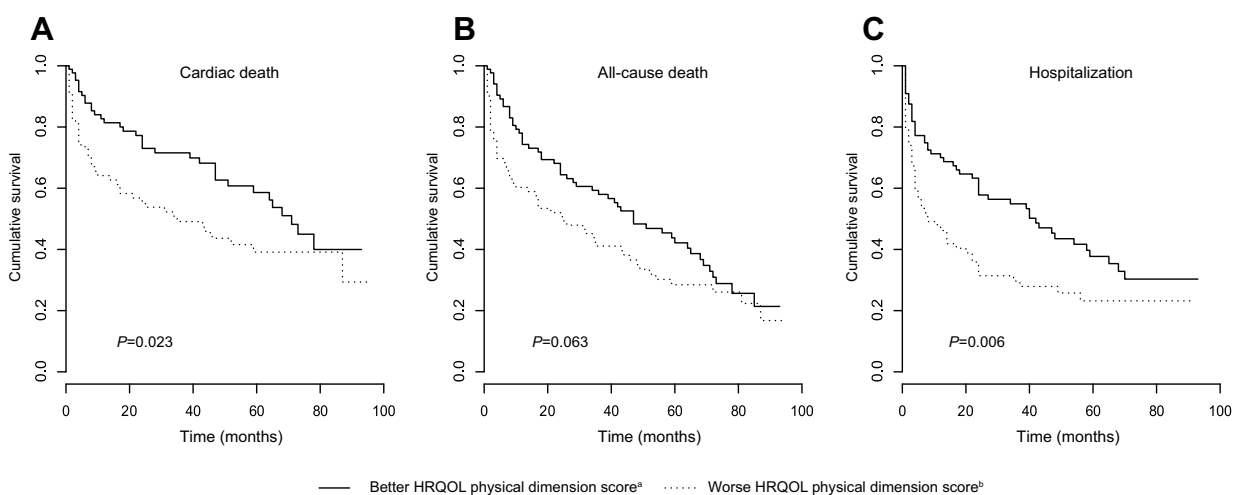 A
Cardiac death
Cumulative survival
1.0
0.8
0.6
0.4
0.2
0.0
P=0.023
0 20 40 60 80 100
Time (months)
B
All-cause death
Cumulative survival
1.0
0.8
0.6
0.4
0.2
0.0
P=0.063
0 20 40 60 80 100
Time (months)
C
Hospitalization
Cumulative survival
1.0
0.8
0.6
0.4
0.2
0.0
P=0.006
0 20 40 60 80 100
Time (months)
Better HRQOL physical dimension scoreᵃ Worse HRQOL physical dimension scoreᵇ